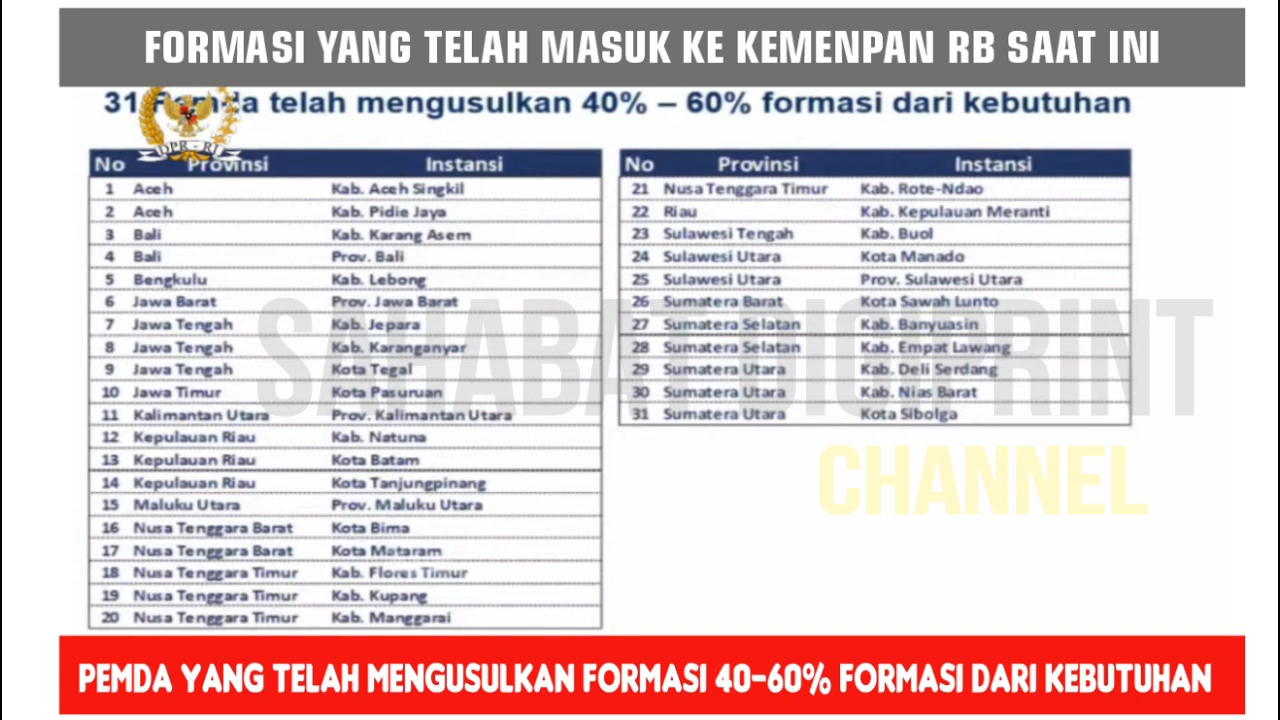 FORMASI YANG TELAH MASUK KE KEMENPAN RB SAAT INI
31 Pemda telah mengusulkan 40% – 60% formasi dari kebutuhan
DPR - RI
No Provinsi Instansi
1 Aceh Kab. Aceh Singkil
2 Aceh Kab. Pidie Jaya
3 Bali Kab. Karang Asem
4 Bali Prov. Bali
5 Bengkulu Kab. Lebong
6 Jawa Barat Prov. Jawa Barat
7 Jawa Tengah Kab. Jepara
8 Jawa Tengah Kab. Karanganyar
9 Jawa Tengah Kota Tegal
10 Jawa Timur Kota Pasuruan
11 Kalimantan Utara Prov. Kalimantan Utara
12 Kepulauan Riau Kab. Natuna
13 Kepulauan Riau Kota Batam
14 Kepulauan Riau Kota Tanjungpinang
15 Maluku Utara Prov. Maluku Utara
16 Nusa Tenggara Barat Kota Bima
17 Nusa Tenggara Barat Kota Mataram
18 Nusa Tenggara Timur Kab. Flores Timur
19 Nusa Tenggara Timur Kab. Kupang
20 Nusa Tenggara Timur Kab. Manggarai
No Provinsi Instansi
21 Nusa Tenggara Timur Kab. Rote-Ndao
22 Riau Kab. Kepulauan Meranti
23 Sulawesi Tengah Kab. Buol
24 Sulawesi Utara Kota Manado
25 Sulawesi Utara Prov. Sulawesi Utara
26 Sumatera Barat Kota Sawah Lunto
27 Sumatera Selatan Kab. Banyuasin
28 Sumatera Selatan Kab. Empat Lawang
29 Sumatera Utara Kab. Deli Serdang
30 Sumatera Utara Kab. Nias Barat
31 Sumatera Utara Kota Sibolga
SAHABAT DIGIPRINT
CHANNEL
PEMDA YANG TELAH MENGUSULKAN FORMASI 40-60% FORMASI DARI KEBUTUHAN